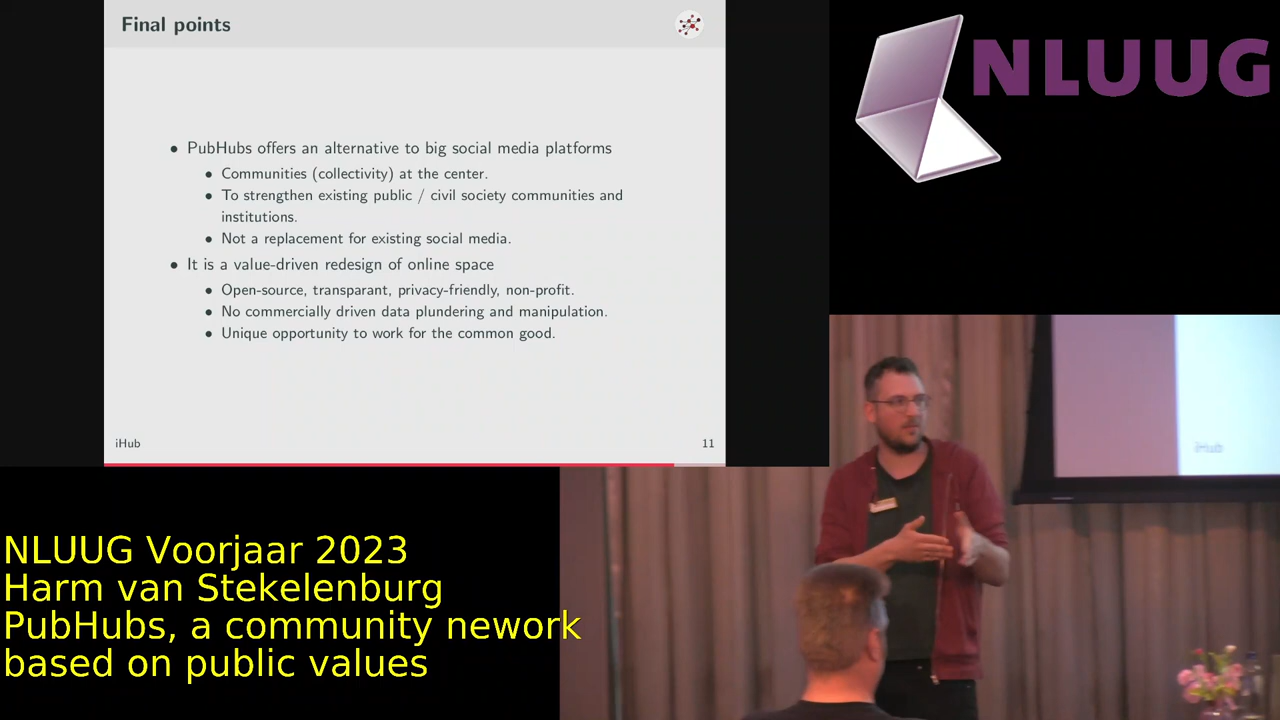 Final points
• PubHubs offers an alternative to big social media platforms
• Communities (collectivity) at the center.
• To strengthen existing public / civil society communities and
institutions.
• Not a replacement for existing social media.
• It is a value-driven redesign of online space
• Open-source, transparant, privacy-friendly, non-profit.
• No commercially driven data plundering and manipulation.
• Unique opportunity to work for the common good.
iHub
11
NLUUG
iHub
NLUUG Voorjaar 2023
Harm van Stekelenburg
PubHubs, a community nework
based on public values